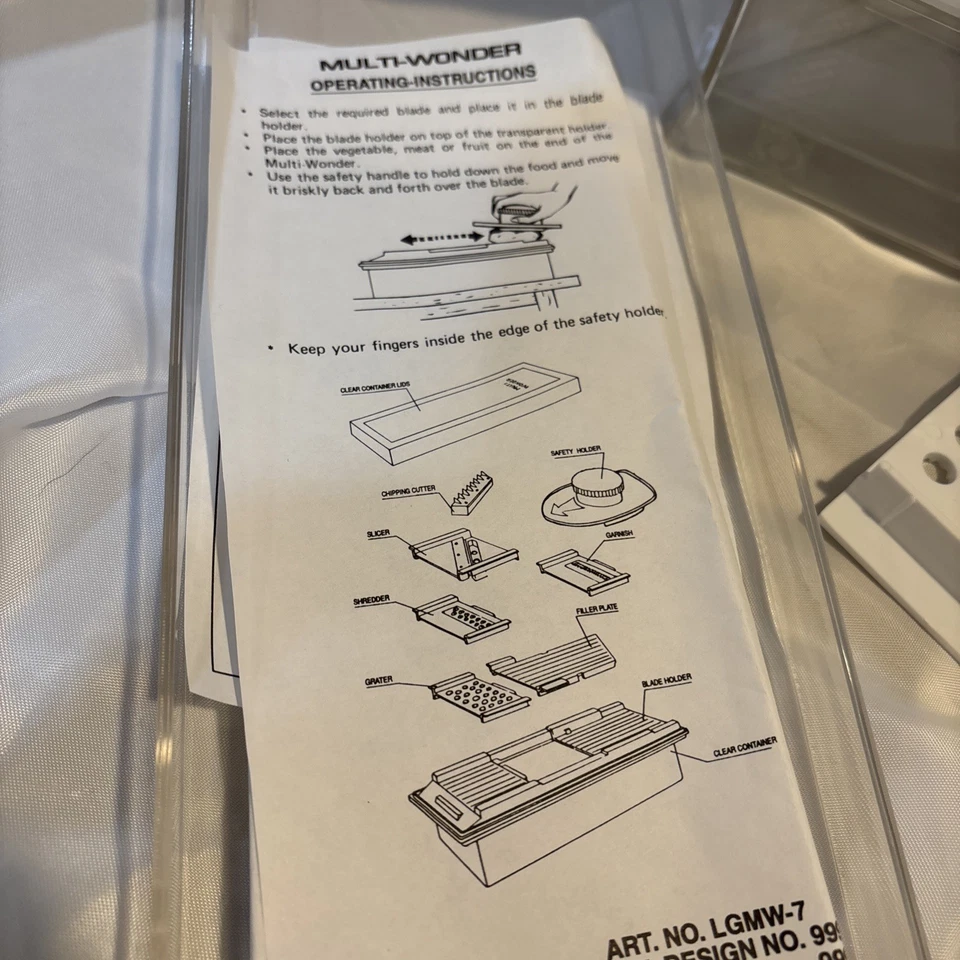 MULTI-WONDER
OPERATING-INSTRUCTIONS
• Select the required blade and place it in the blade
holder.
• Place the blade holder on top of the transparent holder.
• Place the vegetable, meat or fruit on the end of the
Multi-Wonder.
• Use the safety handle to hold down the food and move
it briskly back and forth over the blade.
• Keep your fingers inside the edge of the safety holder
CLEAR CONTAINER LIDS
SAFETY HOLDER
CHIPPING CUTTER
SLICER
GARNISH
SHREDDER
FILLER PLATE
GRATER
BLADE HOLDER
CLEAR CONTAINER
ART. NO. LGMW-7
DESIGN NO. 99